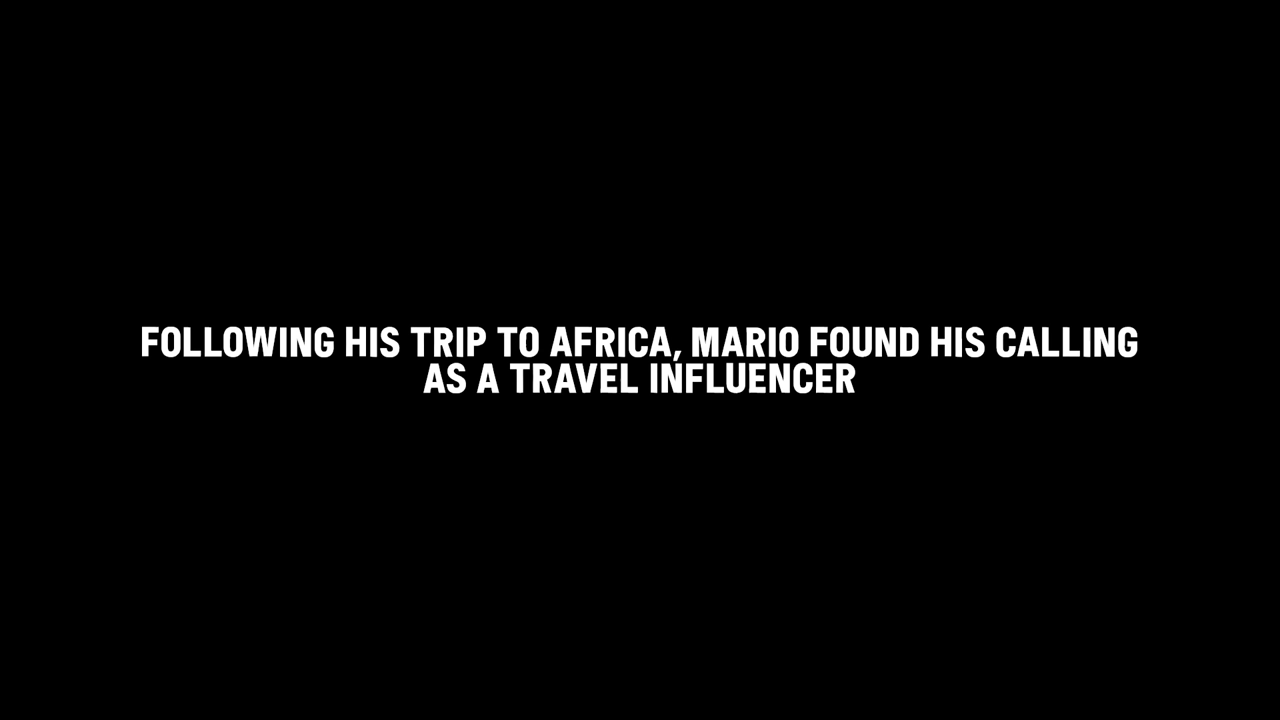 FOLLOWING HIS TRIP TO AFRICA, MARIO FOUND HIS CALLING
AS A TRAVEL INFLUENCER